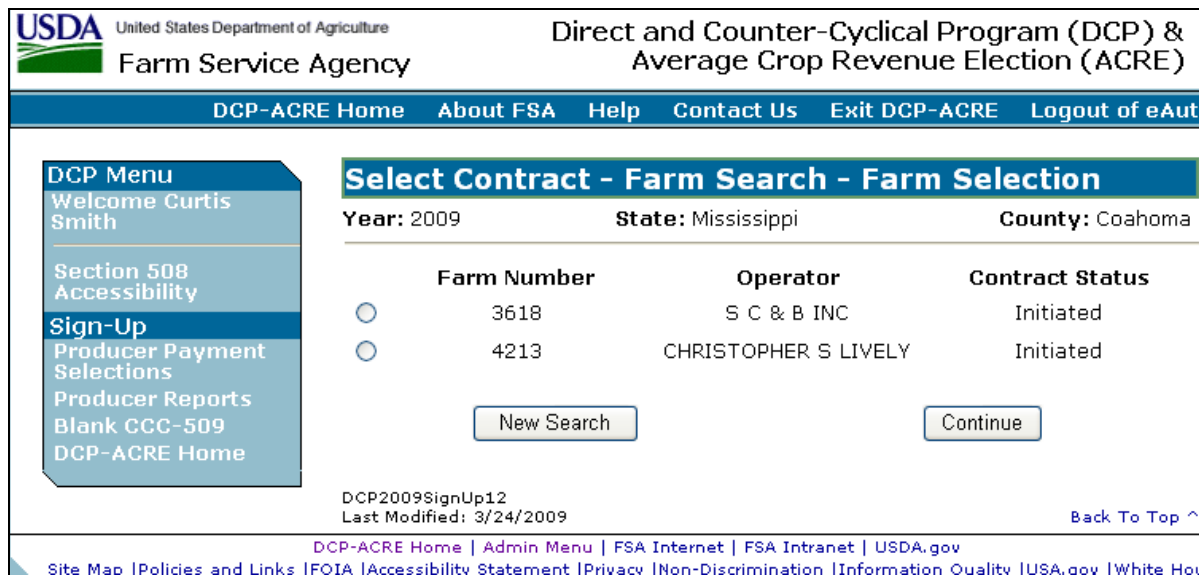 USDA United States Department of Agriculture
Farm Service Agency
Direct and Counter-Cyclical Program (DCP) &
Average Crop Revenue Election (ACRE)
DCP-ACRE Home About FSA Help Contact Us Exit DCP-ACRE Logout of eAut
DCP Menu
Welcome Curtis
Smith
Section 508
Accessibility
Sign-Up
Producer Payment
Selections
Producer Reports
Blank CCC-509
DCP-ACRE Home
Select Contract - Farm Search - Farm Selection
Year: 2009 State: Mississippi County: Coahoma
Farm Number Operator Contract Status
3618 S C & B INC Initiated
4213 CHRISTOPHER S LIVELY Initiated
New Search Continue
DCP2009SignUp12
Last Modified: 3/24/2009 Back To Top ^
DCP-ACRE Home | Admin Menu | FSA Internet | FSA Intranet | USDA.gov
Site Map |Policies and Links |FOIA |Accessibility Statement |Privacy |Non-Discrimination |Information Quality |USA.gov |White Hou